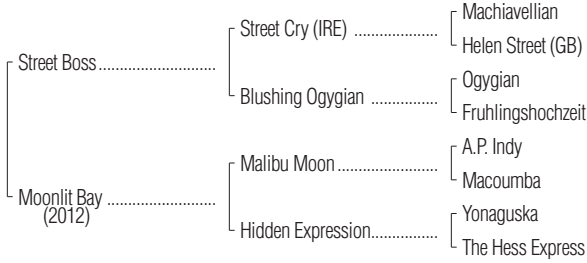 Machiavellian
Street Cry (IRE) ..................
Helen Street (GB)
Street Boss.........................
Ogygian
Blushing Ogygian ...............
Fruhlingshochzeit
A.P. Indy
Malibu Moon ......................
Macoumba
Moonlit Bay .......................
(2012)
Yonaguska
Hidden Expression...............
The Hess Express